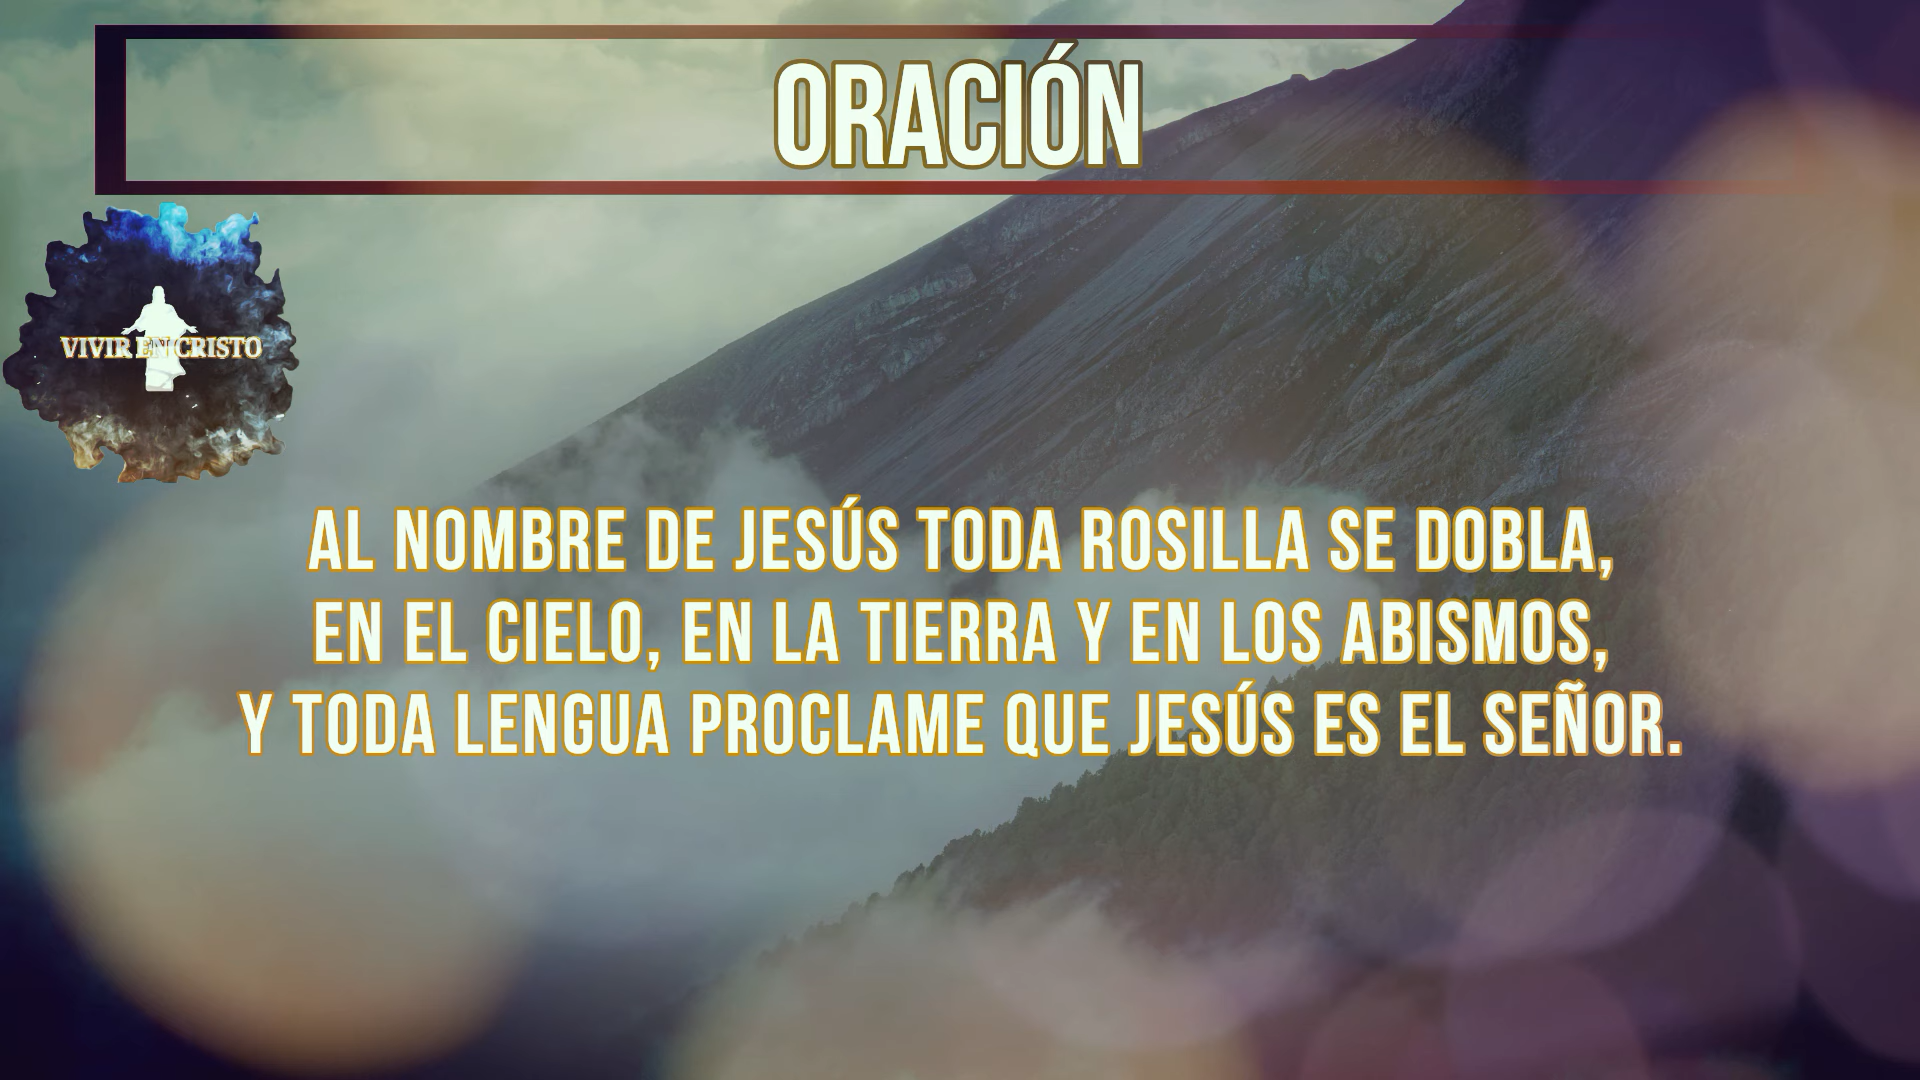 ORACIÓN
VIVIR EN CRISTO
AL NOMBRE DE JESÚS TODA ROSILLA SE DOBLA,
EN EL CIELO, EN LA TIERRA Y EN LOS ABISMOS,
Y TODA LENGUA PROCLAME QUE JESÚS ES EL SEÑOR.